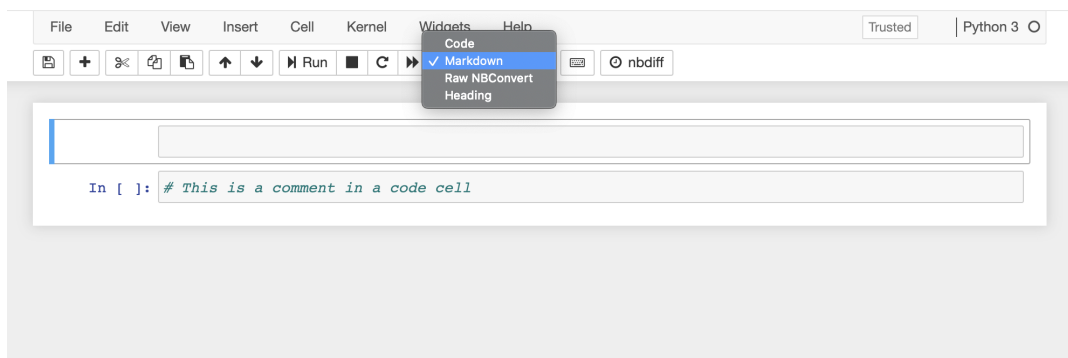 File Edit View Insert Cell Kernel Widgets Help Trusted Python 3
Code
Run ✓ Markdown nbdiff
Raw NBConvert
Heading
In [ ]: # This is a comment in a code cell